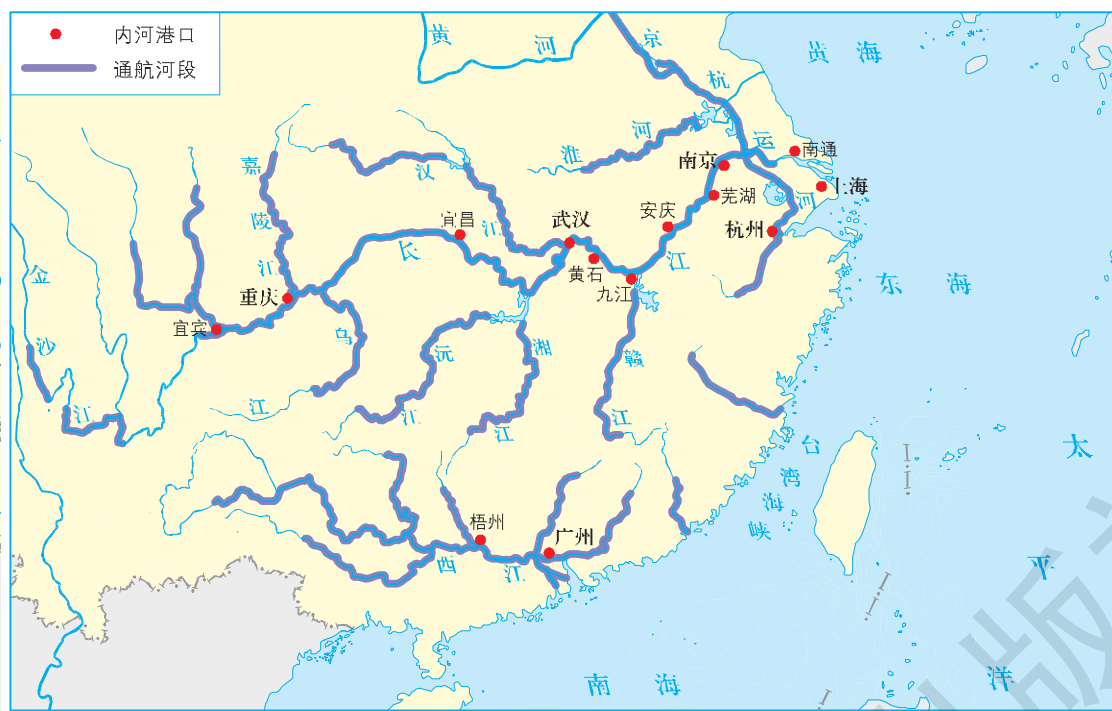 内河港口
通航河段
黄河
黄海
京杭运河
淮河
汉江
嘉陵江
南京
南通
上海
芜湖
安庆
杭州
宜昌
武汉
黄石
九江
长江
金沙江
重庆
宜宾
乌江
沅江
湘江
赣江
东海
台湾海峡
太平洋
梧州
广州
西江
南海
版